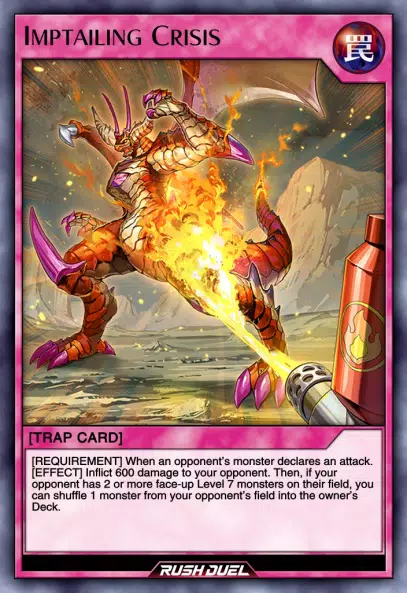 Imptailing Crisis
罠
[TRAP CARD]
[REQUIREMENT] When an opponent's monster declares an attack.
[EFFECT] Inflict 600 damage to your opponent. Then, if your
opponent has 2 or more face-up Level 7 monsters on their field, you
can shuffle 1 monster from your opponent's field into the owner's
Deck.
RUSH DUEL